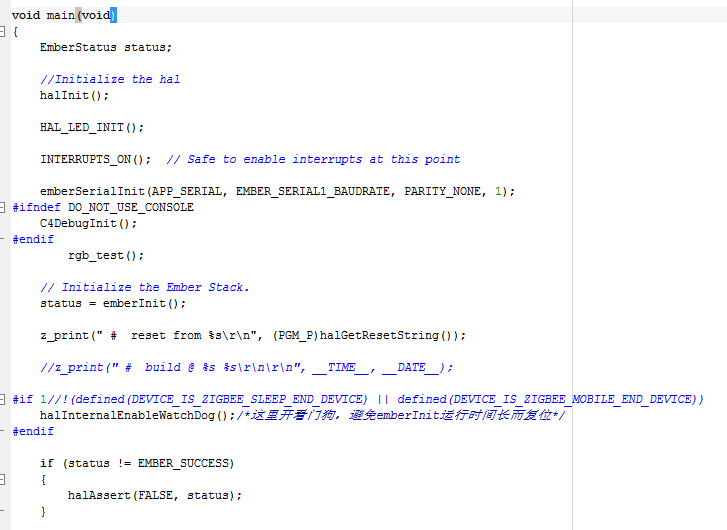 void main(void)
{
    EmberStatus status;
    //Initialize the hal
    halInit();
    HAL_LED_INIT();
    INTERRUPTS_ON();  // Safe to enable interrupts at this point
    emberSerialInit(APP_SERIAL, EMBER_SERIAL1_BAUDRATE, PARITY_NONE, 1);
#ifndef DO_NOT_USE_CONSOLE
    C4DebugInit();
#endif
        rgb_test();
    // Initialize the Ember Stack.
    status = emberInit();
    z_print(" #  reset from %s\r\n", (PGM_P)halGetResetString());
    //z_print(" #  build @ %s %s\r\n\r\n", __TIME__, __DATE__);
#if 1//!(defined(DEVICE_IS_ZIGBEE_SLEEP_END_DEVICE) || defined(DEVICE_IS_ZIGBEE_MOBILE_END_DEVICE))
    halInternalEnableWatchDog();/*这里开看门狗，避免emberInit运行时间长而复位*/
#endif
    if (status != EMBER_SUCCESS)
    {
        halAssert(FALSE, status);
    }